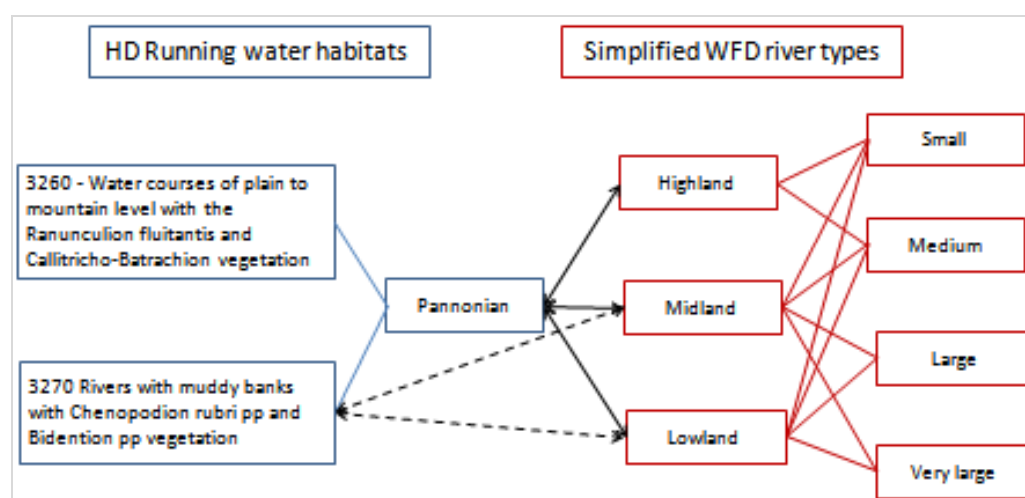 HD Running water habitats
Simplified WFD river types
3260 - Water courses of plain to
mountain level with the
Ranunculion fluitantis and
Callitricho-Batrachion vegetation
3270 Rivers with muddy banks
with Chenopodion rubri pp and
Bidention pp vegetation
Pannonian
Highland
Midland
Lowland
Small
Medium
Large
Very large